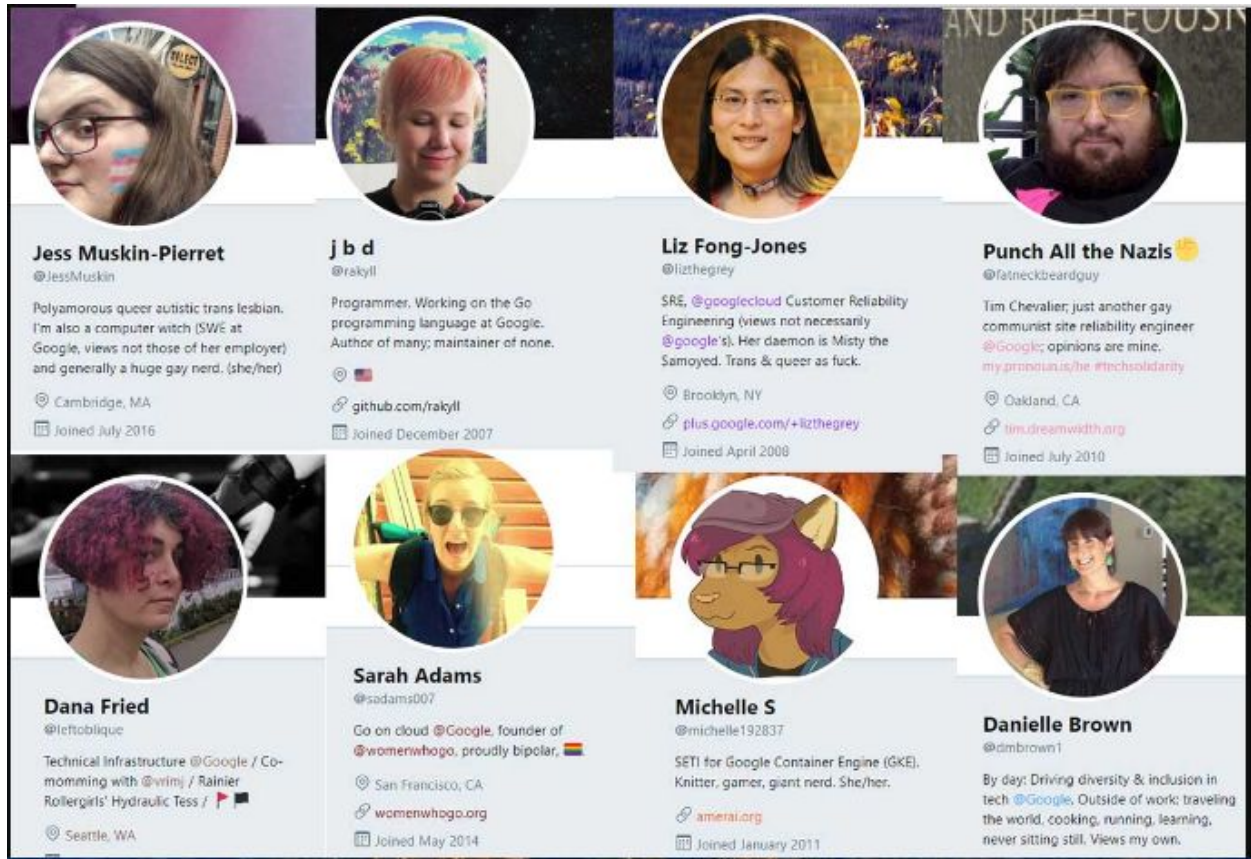 SELECT
AND RIGHTEOUSN
Jess Muskin-Pierret
@JessMuskin
Polyamorous queer autistic trans lesbian.
I'm also a computer witch (SWE at
Google, views not those of her employer)
and generally a huge gay nerd. (she/her)
Cambridge, MA
Joined July 2016
j b d
@rakyll
Programmer. Working on the Go
programming language at Google.
Author of many; maintainer of none.
github.com/rakyll
Joined December 2007
Liz Fong-Jones
@lizthegrey
SRE, @googlecloud Customer Reliability
Engineering (views not necessarily
@google's). Her daemon is Misty the
Samoyed. Trans & queer as fuck.
Brooklyn, NY
plus.google.com/+lizthegrey
Joined April 2008
Punch All the Nazis
@fatneckbeardguy
Tim Chevalier; just another gay
communist site reliability engineer
@Google; opinions are mine.
my.pronoun.is/he #techsolidarity
Oakland, CA
tim.dreamwidth.org
Joined July 2010
Dana Fried
@leftoblique
Technical Infrastructure @Google / Co-
momming with @vrimj / Rainier
Rollergirls' Hydraulic Tess /
Seattle, WA
Sarah Adams
@sadams007
Go on cloud @Google, founder of
@womenwhogo, proudly bipolar,
San Francisco, CA
womenwhogo.org
Joined May 2014
Michelle S
@michelle192837
SETI for Google Container Engine (GKE).
Knitter, gamer, giant nerd. She/her.
amerai.org
Joined January 2011
Danielle Brown
@dmbrown1
By day: Driving diversity & inclusion in
tech @Google. Outside of work: traveling
the world, cooking, running, learning,
never sitting still. Views my own.